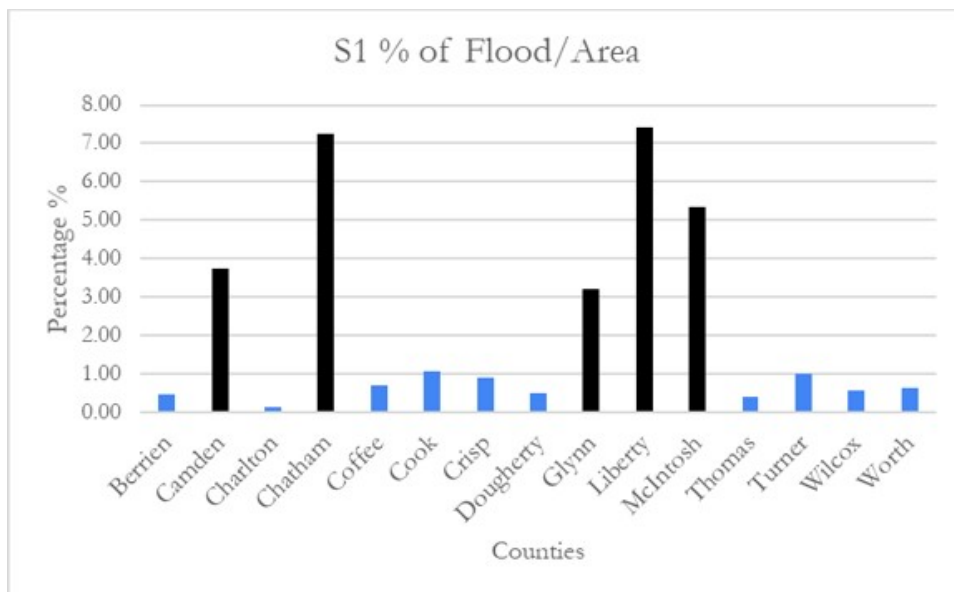 S1 % of Flood/Area
Percentage %
8.00
7.00
6.00
5.00
4.00
3.00
2.00
1.00
0.00
Berrien
Camden
Charlton
Chatham
Coffee
Cook
Crisp
Dougherty
Glynn
Liberty
McIntosh
Thomas
Turner
Wilcox
Worth
Counties